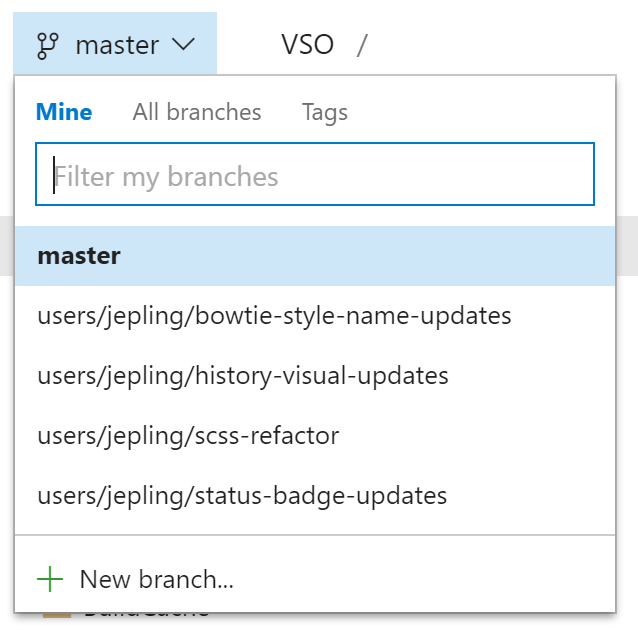 master VSO /
Mine All branches Tags
Filter my branches
master
users/jepling/bowtie-style-name-updates
users/jepling/history-visual-updates
users/jepling/scss-refactor
users/jepling/status-badge-updates
New branch...